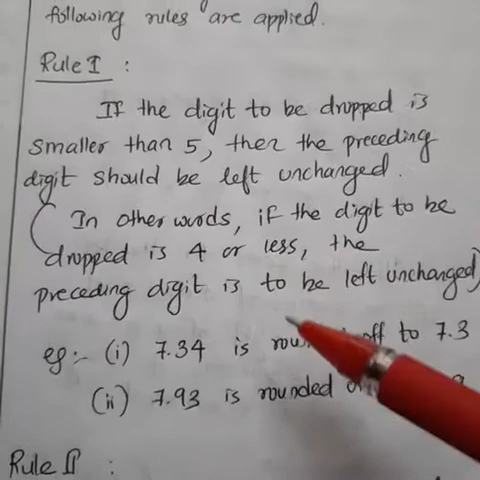 following rules are applied.
Rule I :
If the digit to be dropped is
smaller than 5, then the preceding
digit should be left unchanged.
(In other words, if the digit to be
dropped is 4 or less, the
preceding digit is to be left unchanged)
eg:- (i) 7.34 is off to 7.3
(ii) 7.93 is rounded
Rule II :